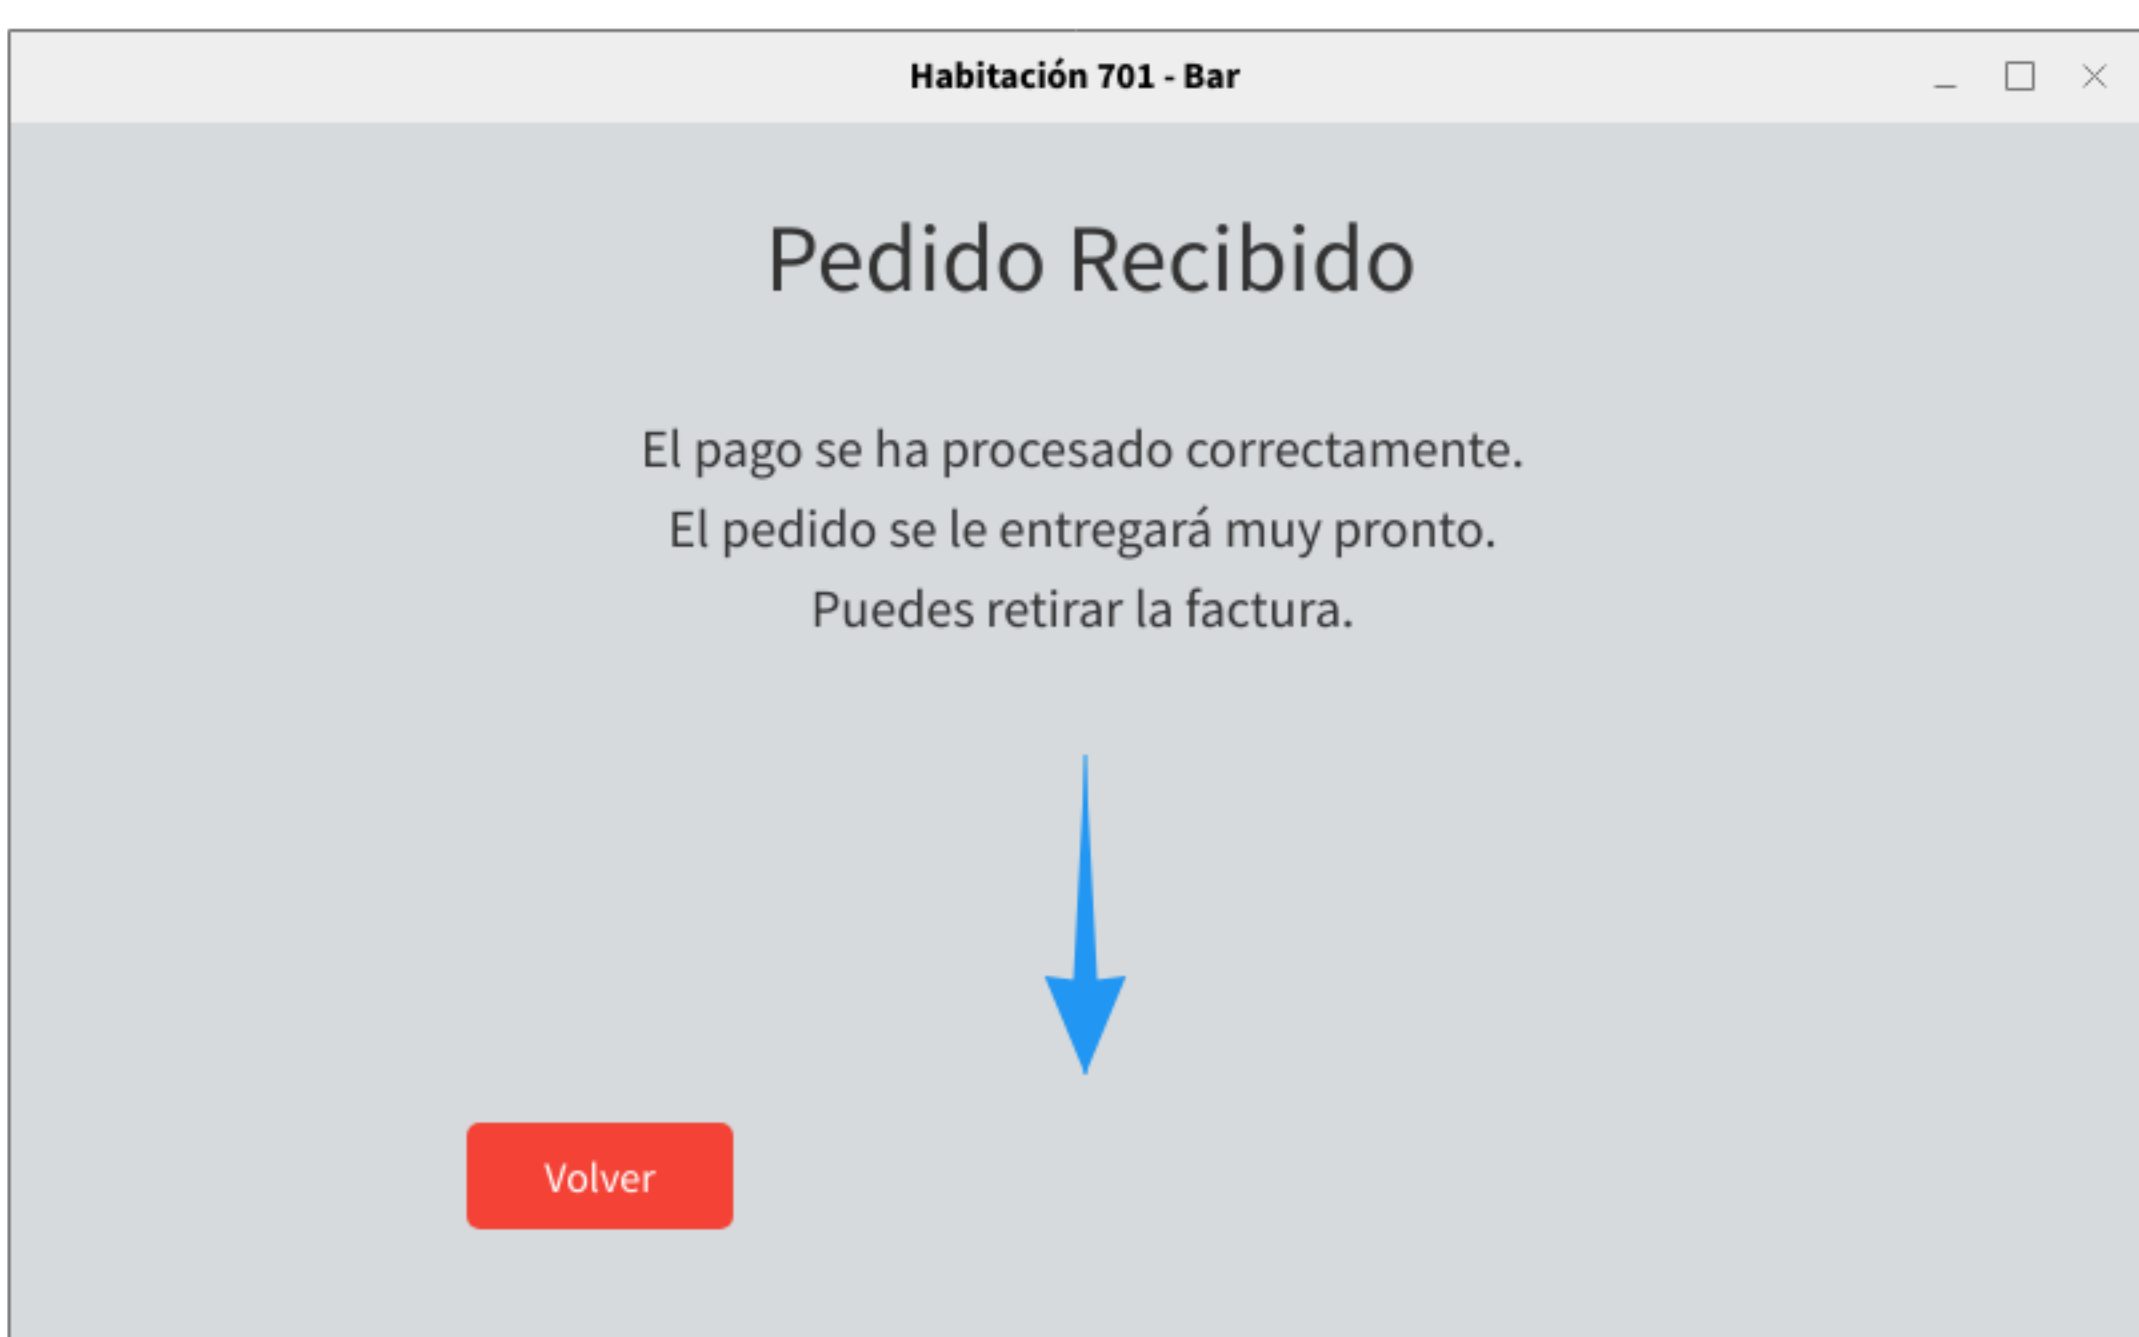 Habitación 701 - Bar
Pedido Recibido
El pago se ha procesado correctamente.
El pedido se le entregará muy pronto.
Puedes retirar la factura.
Volver